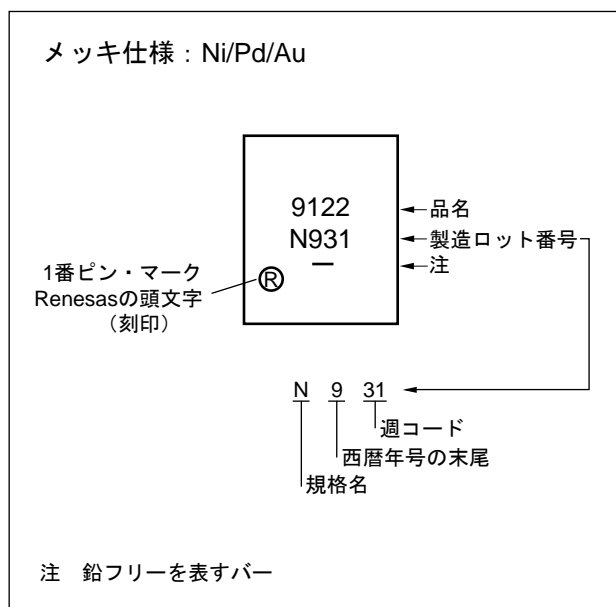 メッキ仕様：Ni/Pd/Au
9122
N931
品名
製造ロット番号
注
1番ピン・マーク
Renesasの頭文字
（刻印）
R
N 9 31
週コード
西暦年号の末尾
規格名
注 鉛フリーを表すバー